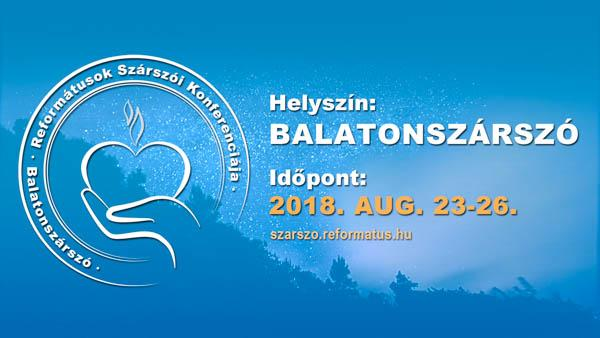 · Reformátusok Szárszói Konferenciája ·
Balatonszárszó ·
Helyszín:
BALATONSZÁRSZÓ
Időpont:
2018. AUG. 23-26.
szarszo.reformatus.hu